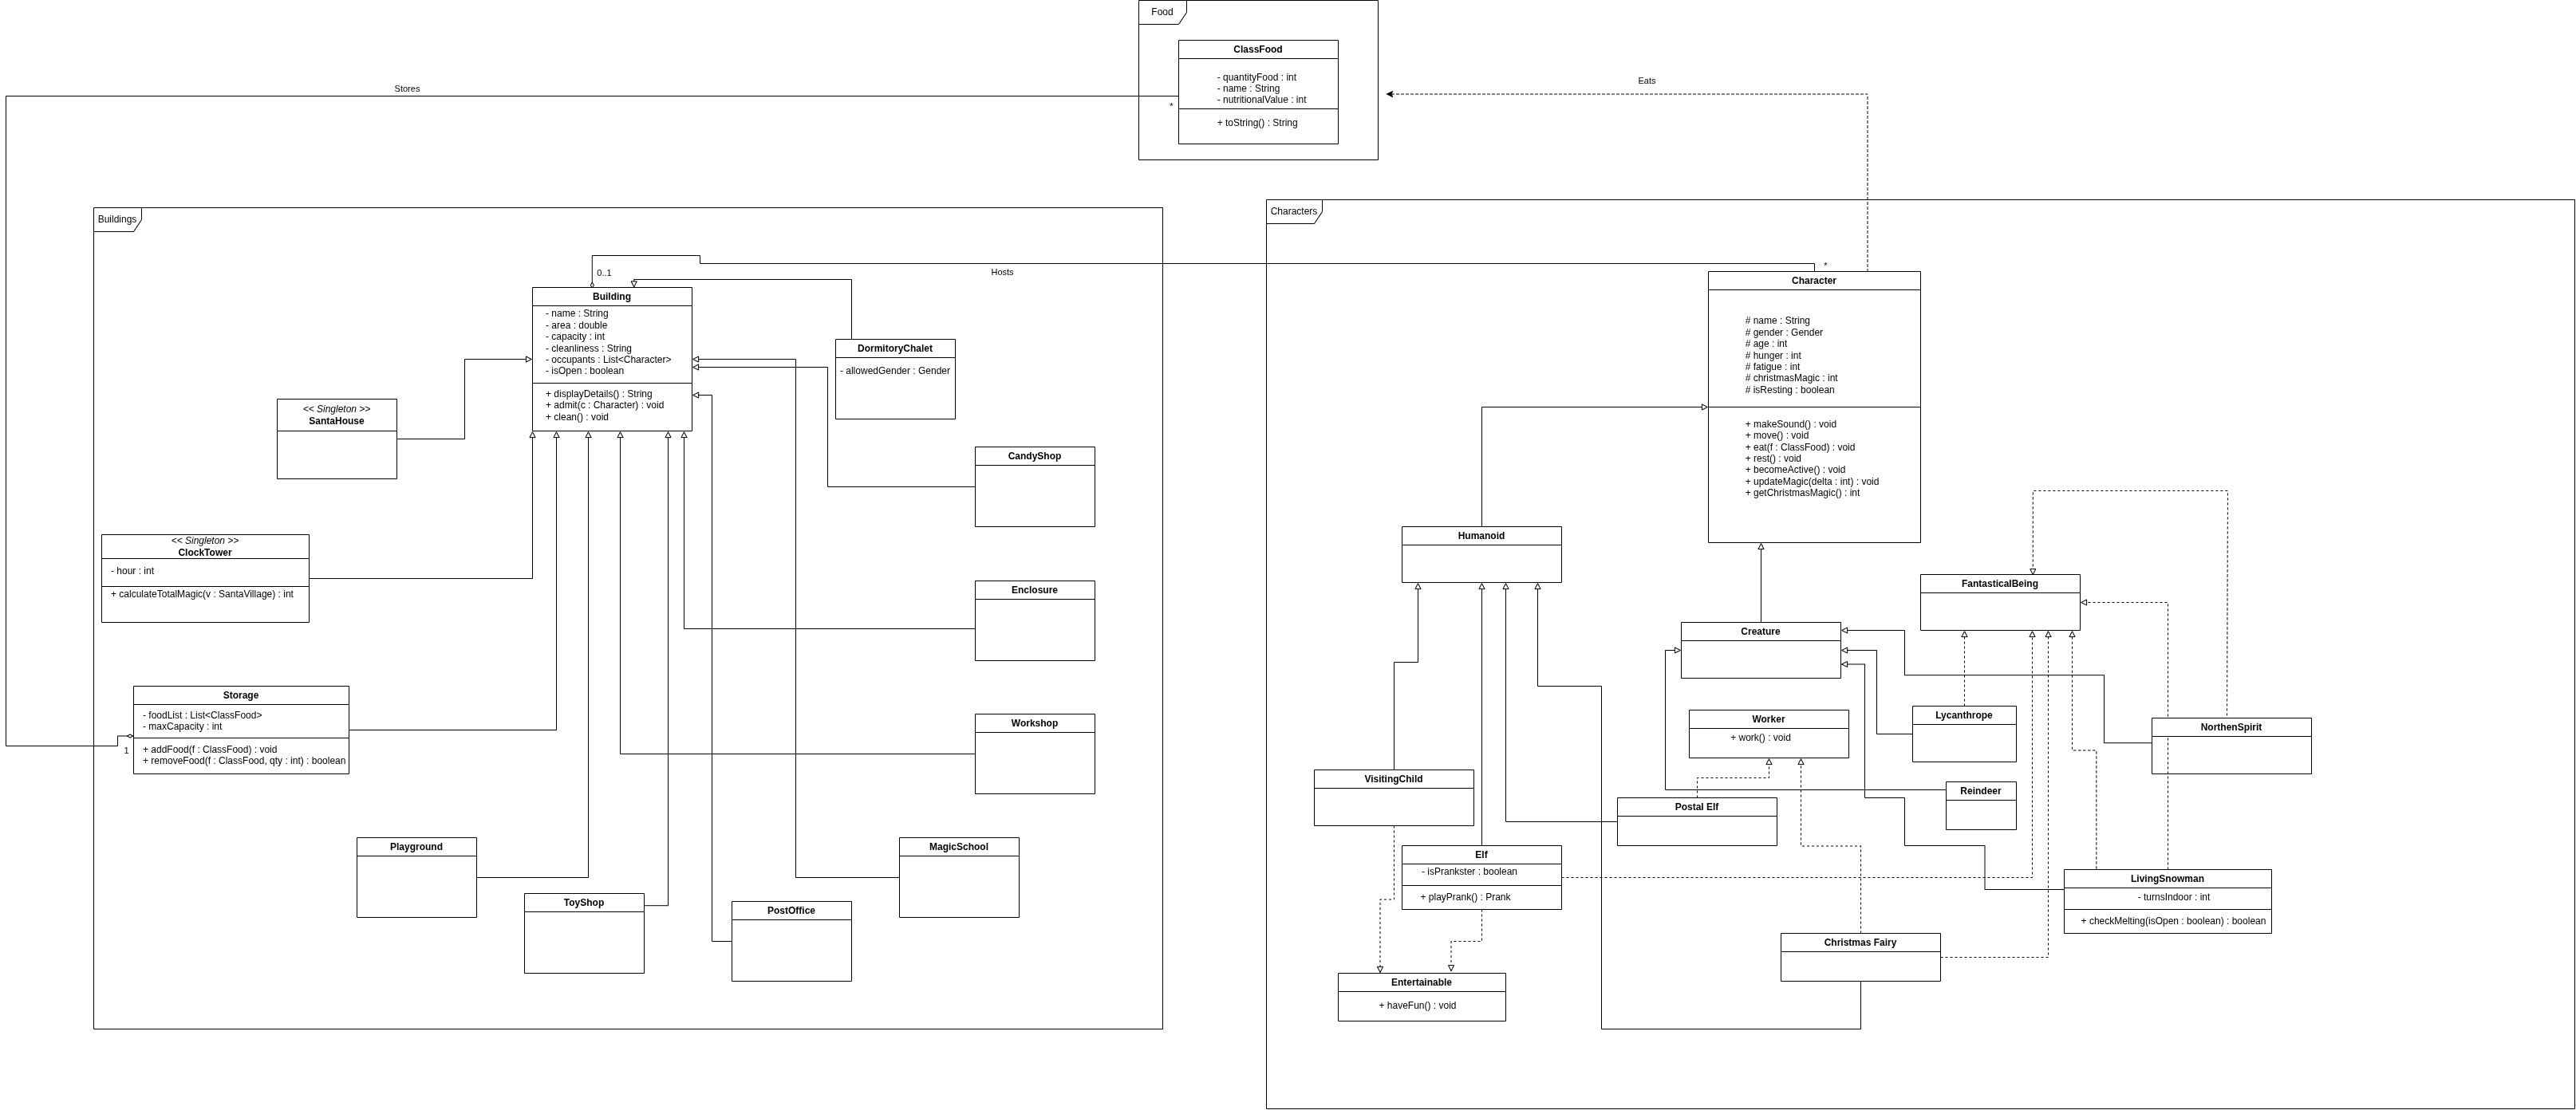 Food
ClassFood
- quantityFood : int
- name : String
- nutritionalValue : int
+ toString() : String
Stores
*
Eats
Buildings
Characters
0..1
Hosts
*
Building
- name : String
- area : double
- capacity : int
- cleanliness : String
- occupants : List<Character>
- isOpen : boolean
+ displayDetails() : String
+ admit(c : Character) : void
+ clean() : void
DormitoryChalet
- allowedGender : Gender
<< Singleton >>
SantaHouse
CandyShop
<< Singleton >>
ClockTower
- hour : int
+ calculateTotalMagic(v : SantaVillage) : int
Enclosure
Storage
- foodList : List<ClassFood>
- maxCapacity : int
+ addFood(f : ClassFood) : void
+ removeFood(f : ClassFood, qty : int) : boolean
1
Workshop
Playground
ToyShop
PostOffice
MagicSchool
Character
# name : String
# gender : Gender
# age : int
# hunger : int
# fatigue : int
# christmasMagic : int
# isResting : boolean
+ makeSound() : void
+ move() : void
+ eat(f : ClassFood) : void
+ rest() : void
+ becomeActive() : void
+ updateMagic(delta : int) : void
+ getChristmasMagic() : int
Humanoid
FantasticalBeing
Creature
Worker
+ work() : void
Lycanthrope
NorthenSpirit
VisitingChild
Postal Elf
Reindeer
Elf
- isPrankster : boolean
+ playPrank() : Prank
LivingSnowman
- turnsIndoor : int
+ checkMelting(isOpen : boolean) : boolean
Christmas Fairy
Entertainable
+ haveFun() : void